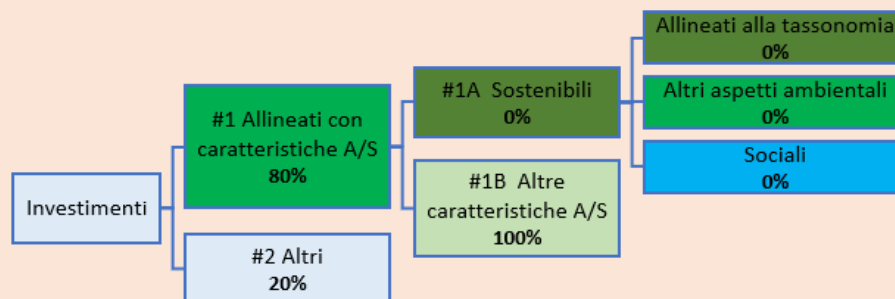 Investimenti
#1 Allineati con
caratteristiche A/S
80%
#2 Altri
20%
#1A Sostenibili
0%
#1B Altre
caratteristiche A/S
100%
Allineati alla tassonomia
0%
Altri aspetti ambientali
0%
Sociali
0%